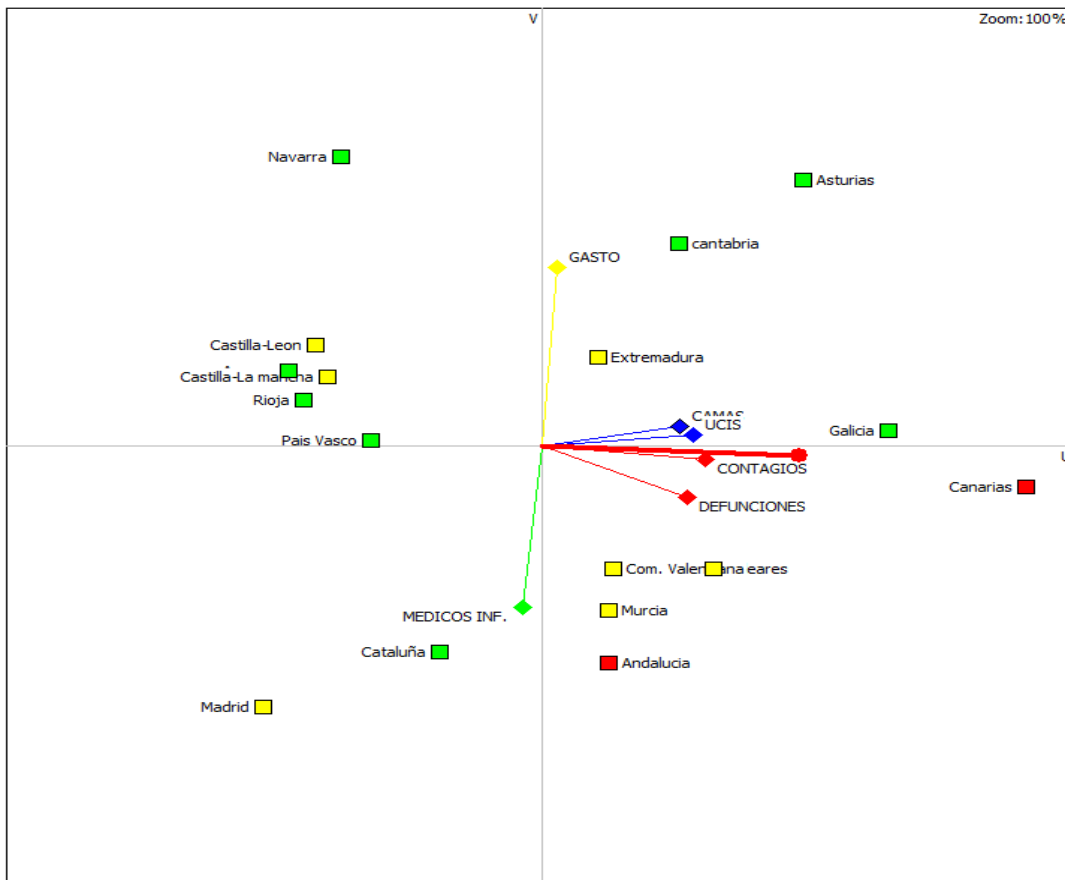 V
Zoom:100%
Navarra
Asturias
cantabria
GASTO
Castilla-Leon
Extremadura
Castilla-La mancha
Rioja
CAMAS
UCIS
Galicia
Pais Vasco
U
CONTAGIOS
Canarias
DEFUNCIONES
Com. Valenciana eares
Murcia
MEDICOS INF.
Cataluña
Andalucia
Madrid